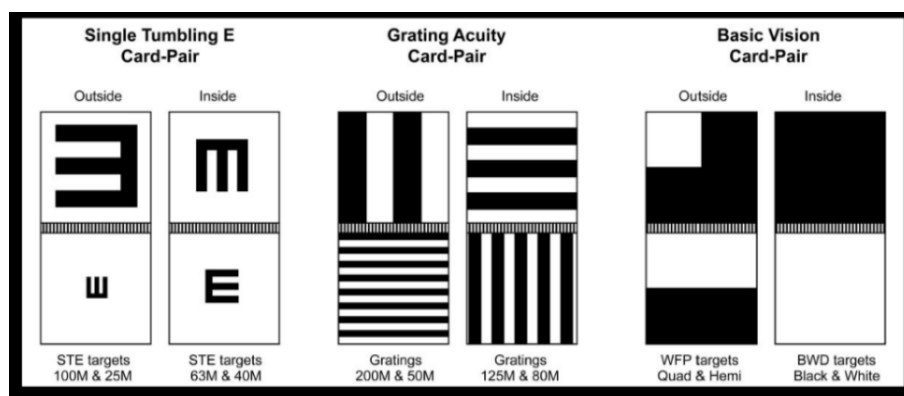 Single Tumbling E
Card-Pair
Grating Acuity
Card-Pair
Basic Vision
Card-Pair
Outside
Inside
Outside
Inside
Outside
Inside
STE targets
100M & 25M
STE targets
63M & 40M
Gratings
200M & 50M
Gratings
125M & 80M
WFP targets
Quad & Hemi
BWD targets
Black & White